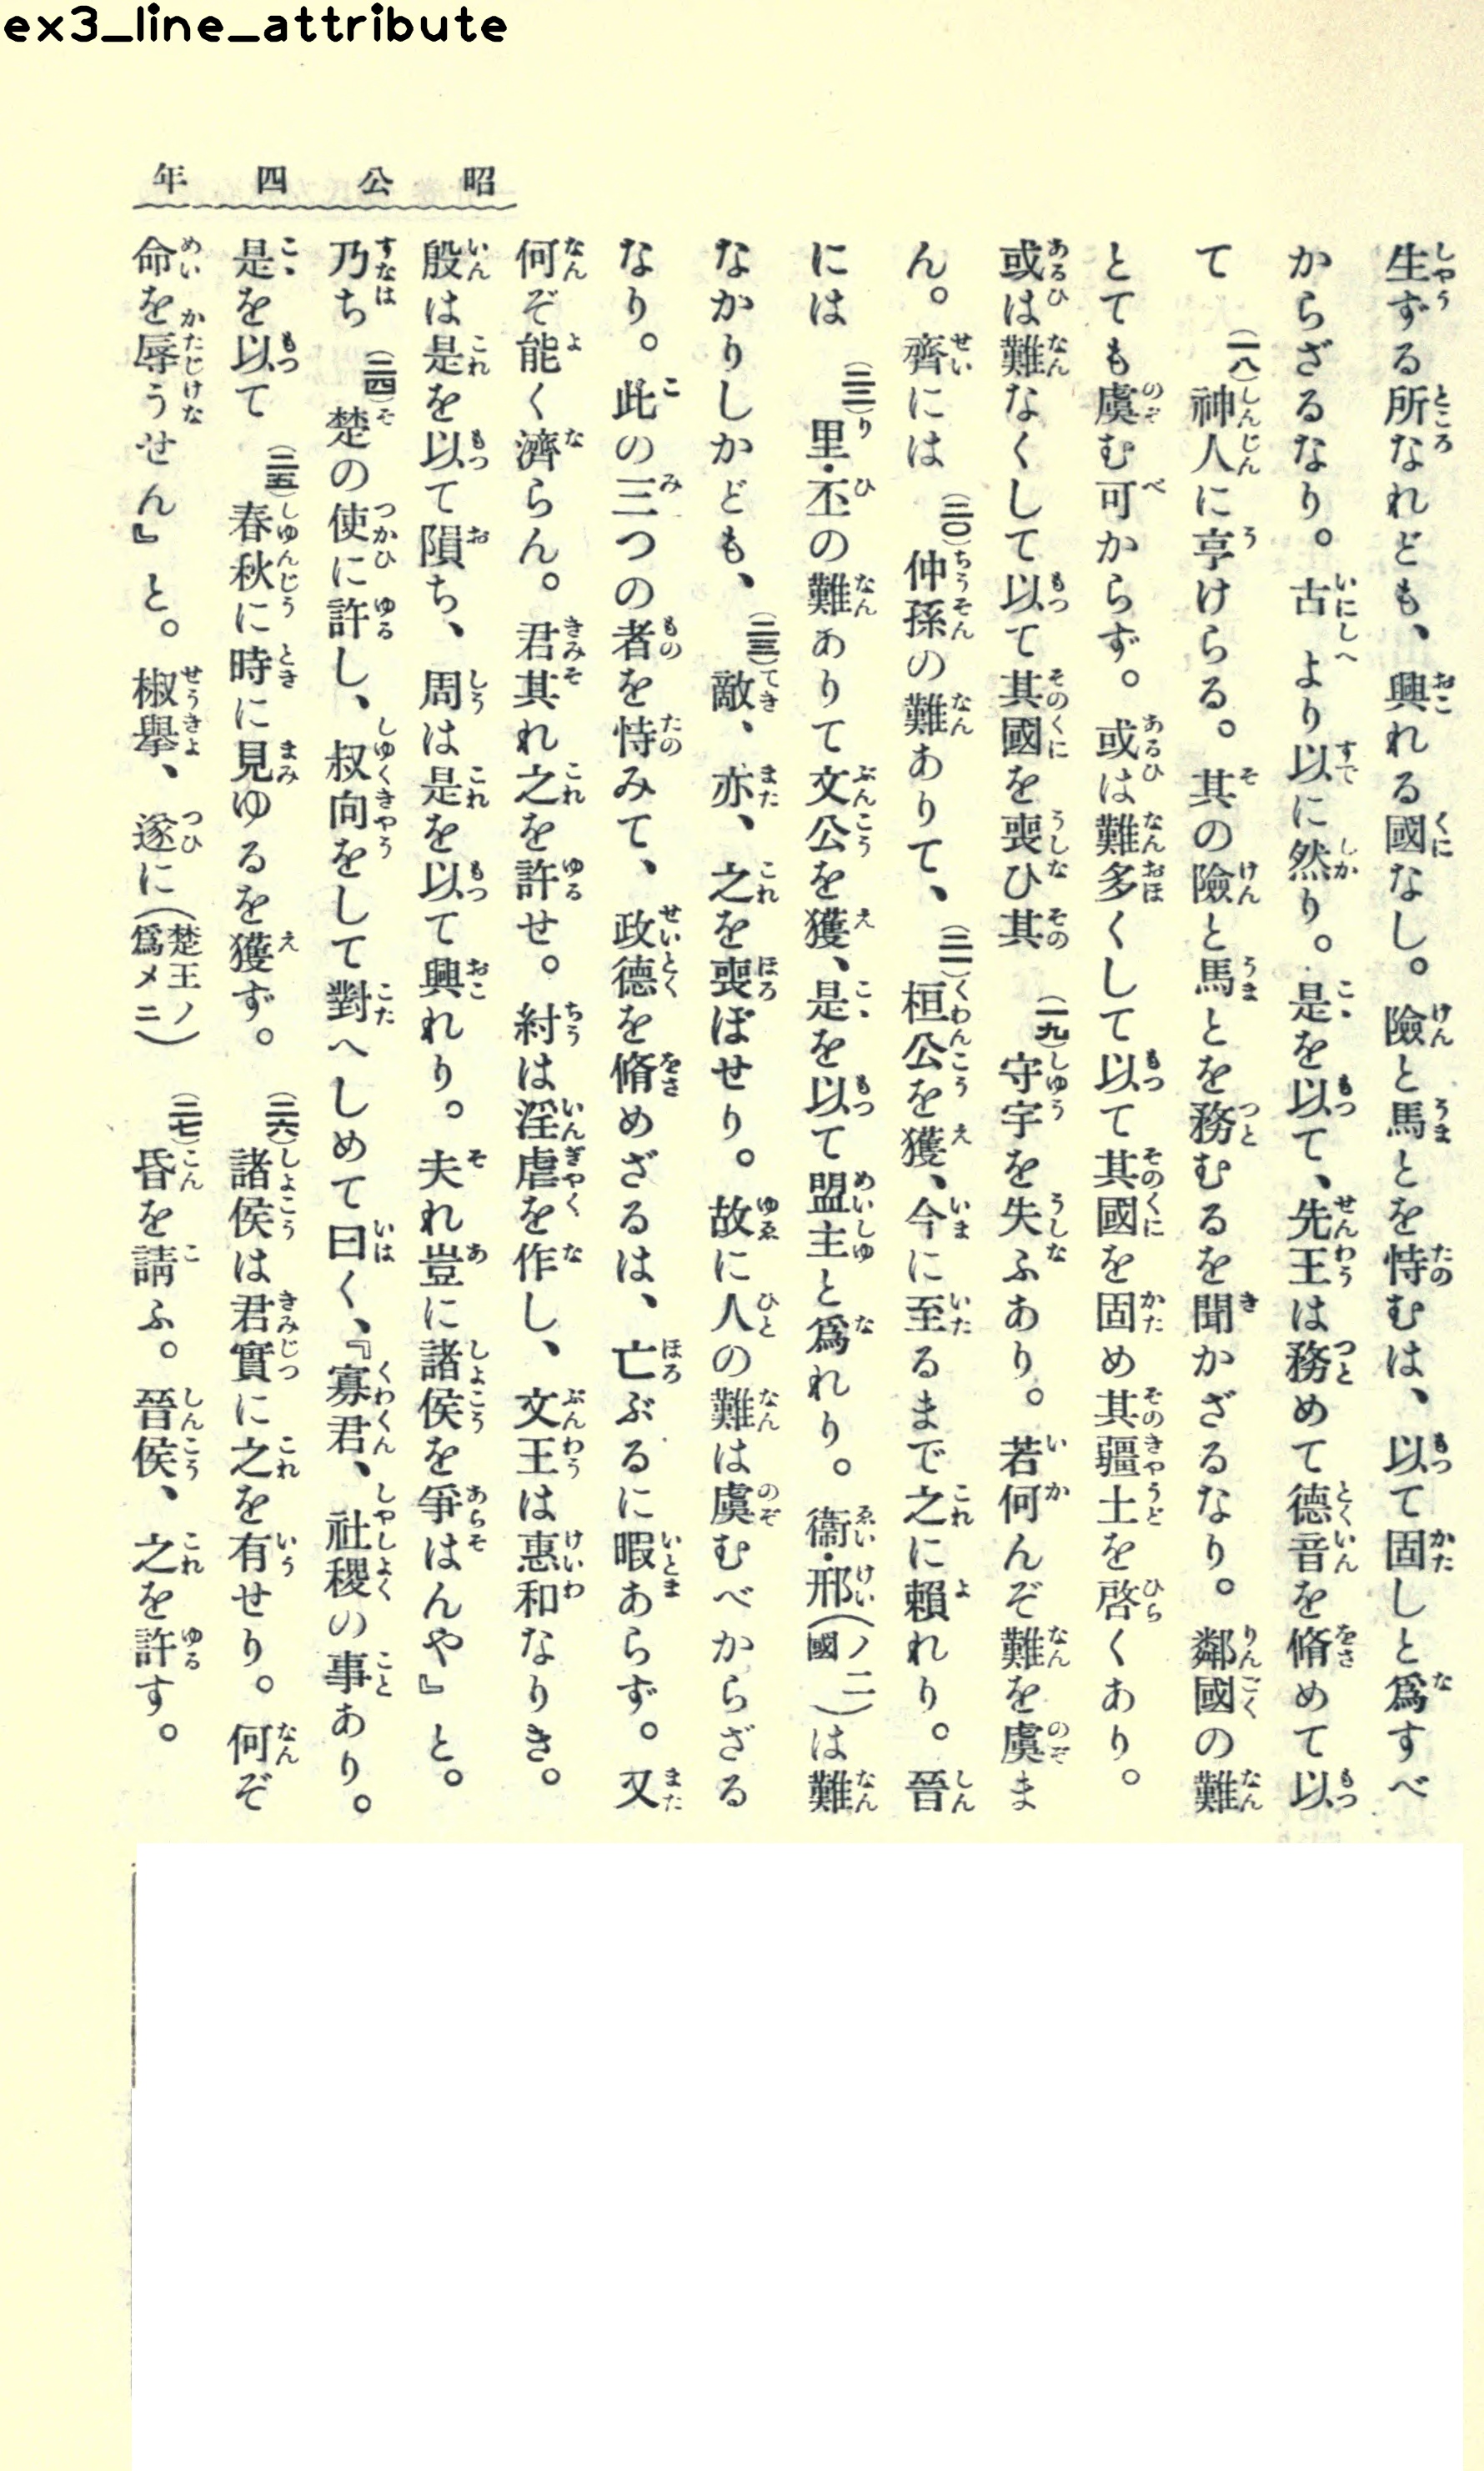 ex3_line_attribute
昭公四年
生ずる所なれども、興れる國なし。險と馬とを恃むは、以て固しと爲すべ
からざるなり。古より以に然り。是を以て、先王は務めて德音を脩めて以
て(一八)神人に享けらる。其の險と馬とを務むるを聞かざるなり。鄰國の難
とても虞む可からず。或は難多くして以て其國を固め其疆土を啓くあり。
或は難なくして以て其國を喪ひ其(一九)守宇を失ふあり。若何んぞ難を虞ま
ん。齊には(二〇)仲孫の難ありて、(二一)桓公を獲、今に至るまで之に賴れり。晉
には(二二)里・丕の難ありて文公を獲、是を以て盟主と爲れり。衞・邢(ノ二國)は難
なかりしかども、(二三)敵、亦、之を喪ぼせり。故に人の難は虞むべからざる
なり。此の三つの者を恃みて、政德を脩めざるは、亡ぶるに暇あらず。又
何ぞ能く濟らん。君其れ之を許せ。紂は淫虐を作し、文王は惠和なりき。
殷は是を以て隕ち、周は是を以て興れり。夫れ豈に諸侯を爭はんや』と。
乃ち(二四)楚の使に許し、叔向をして對へしめて曰く、『寡君、社稷の事あり。
是を以て(二五)春秋に時に見ゆるを獲ず。(二六)諸侯は君實に之を有せり。何ぞ
命を辱うせん』と。椒擧、遂に(楚王ノ爲メニ)(二七)昏を請ふ。晉侯、之を許す。